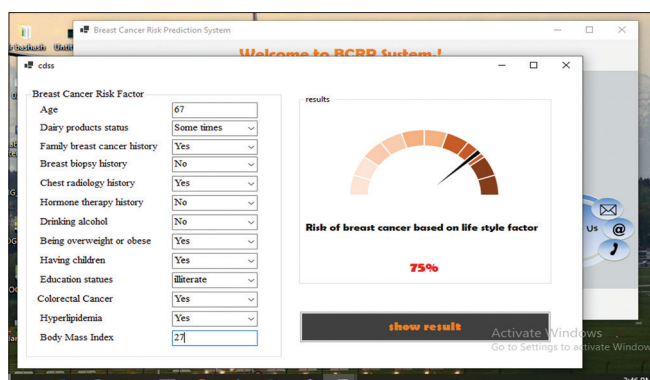 Breast Cancer Risk Prediction System
Welcome to BCRP System !
cdss
Breast Cancer Risk Factor
Age 67
Dairy products status Some times
Family breast cancer history Yes
Breast biopsy history No
Chest radiology history Yes
Hormone therapy history No
Drinking alcohol No
Being overweight or obese Yes
Having children Yes
Education statues illiterate
Colorectal Cancer Yes
Hyperlipidemia Yes
Body Mass Index 27
results
Risk of breast cancer based on life style factor
75%
show result
Us @
Activate Windows
Go to Settings to activate Window